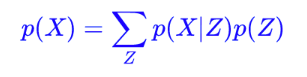 p(X) = ∑_Z p(X|Z)p(Z)